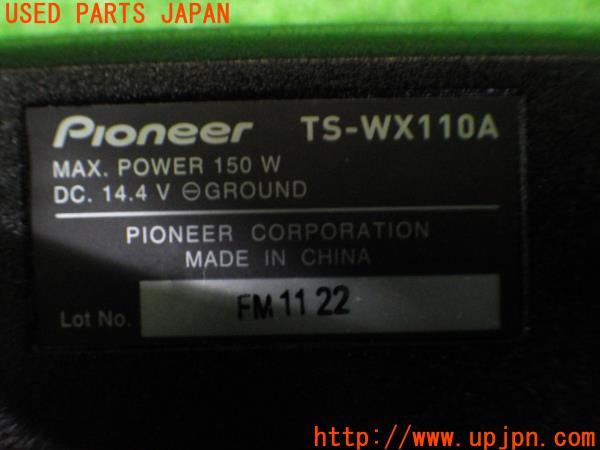 USED PARTS JAPAN
Pioneer TS-WX110A
MAX. POWER 150 W
DC. 14.4 V ⊖GROUND
PIONEER CORPORATION
MADE IN CHINA
Lot No. FM 11 22
http://www.upjpn.com/